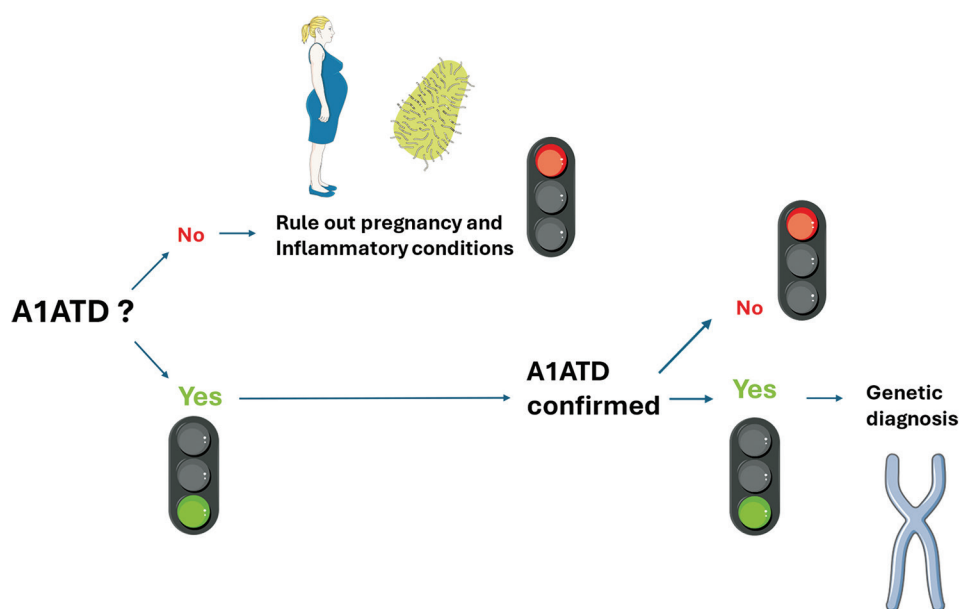 Rule out pregnancy and
Inflammatory conditions
No
A1ATD ?
No
Yes
A1ATD
confirmed
Yes
Genetic
diagnosis